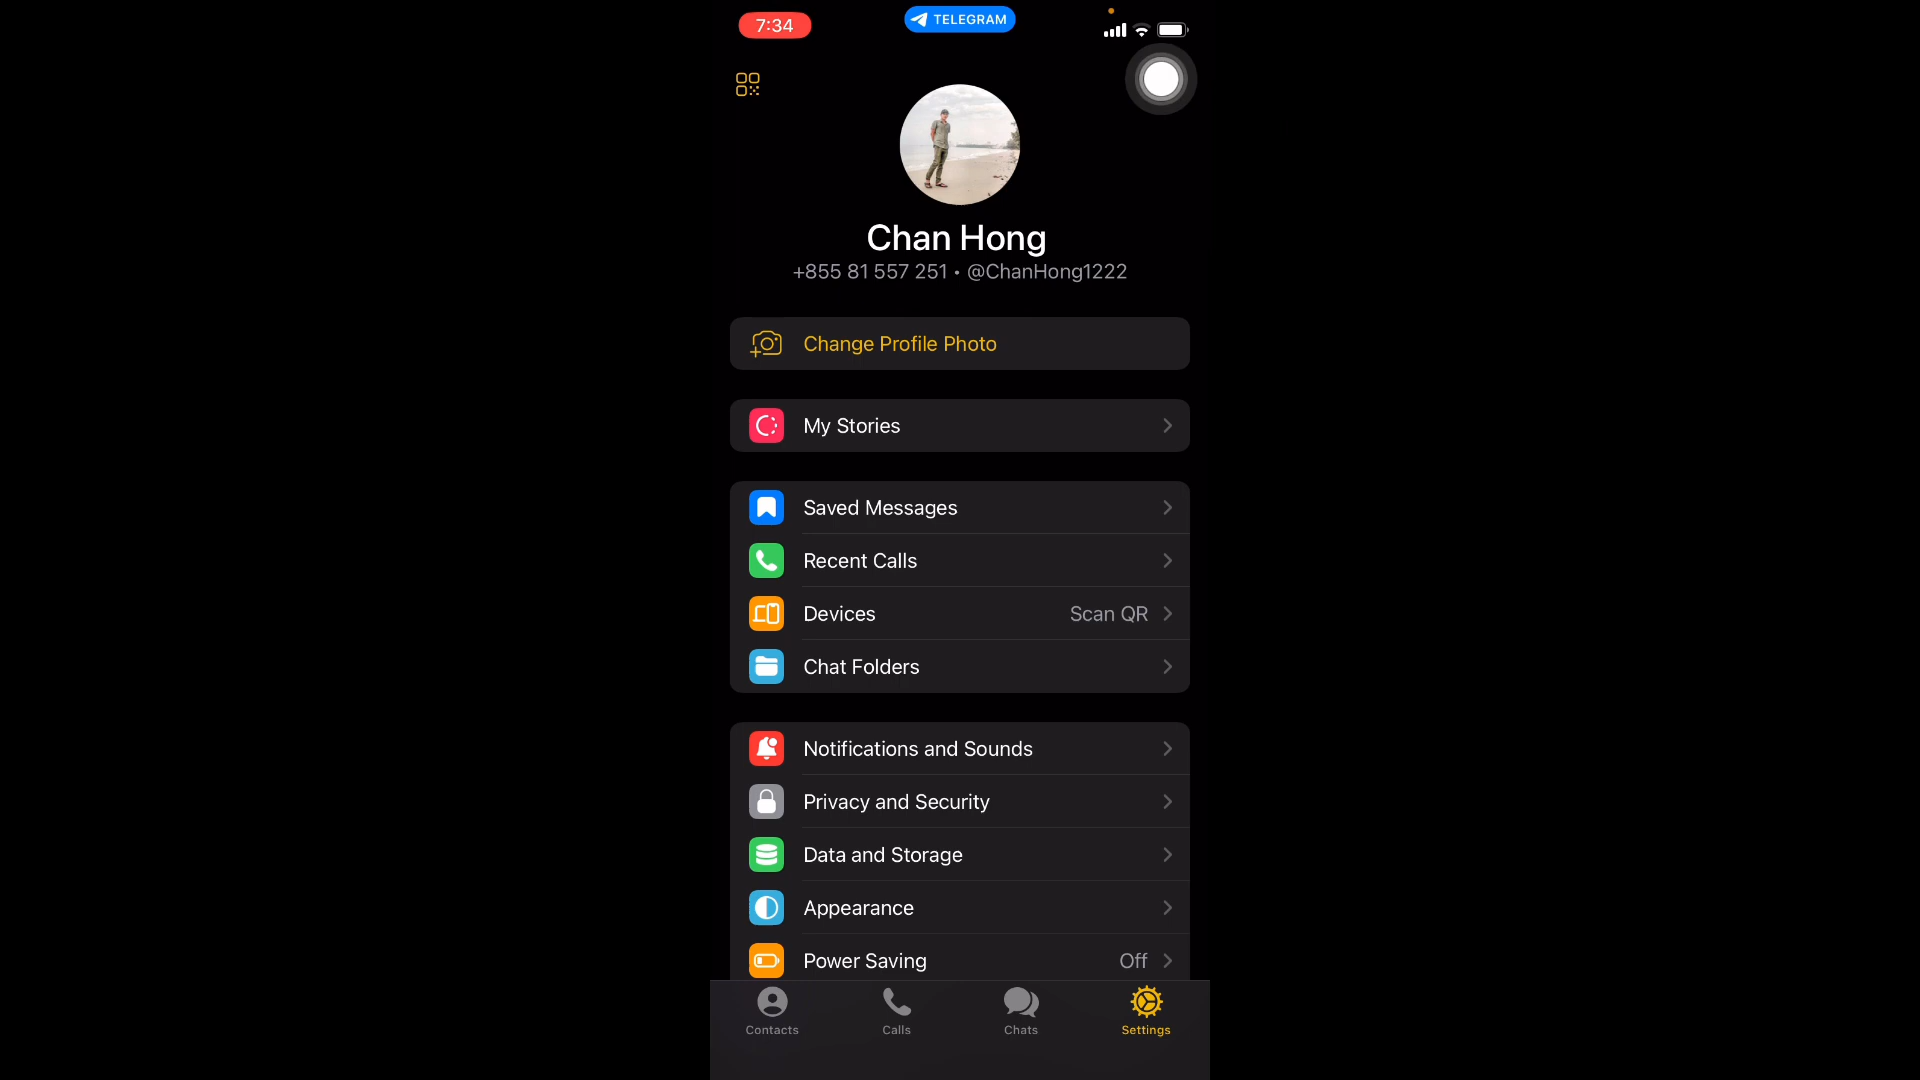 7:34
TELEGRAM
Chan Hong
+855 81 557 251 • @ChanHong1222
Change Profile Photo
My Stories
Saved Messages
Recent Calls
Devices Scan QR
Chat Folders
Notifications and Sounds
Privacy and Security
Data and Storage
Appearance
Power Saving Off
Contacts Calls Chats Settings